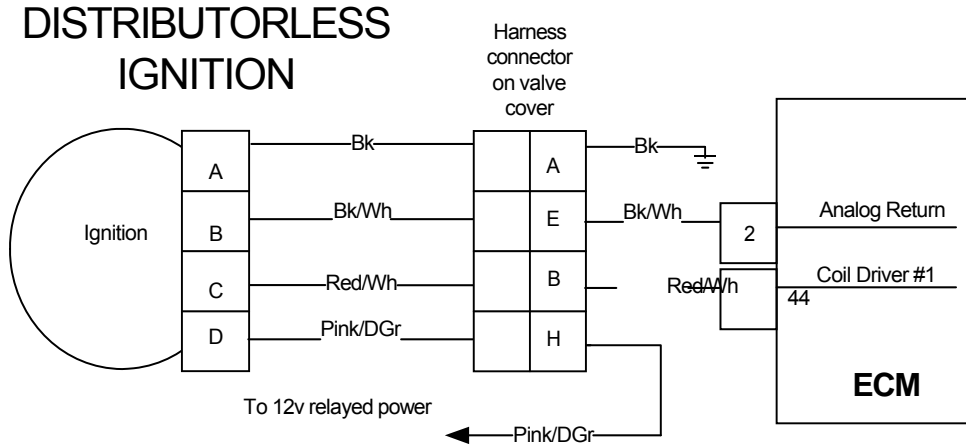 DISTRIBUTORLESS
IGNITION
Harness
connector
on valve
cover
Bk
Bk
A
A
Bk/Wh
Bk/Wh
Analog Return
Ignition
B
E
2
Red/Wh
Red/Wh
Coil Driver #1
C
B
44
Pink/DGr
D
H
ECM
To 12v relayed power
Pink/DGr